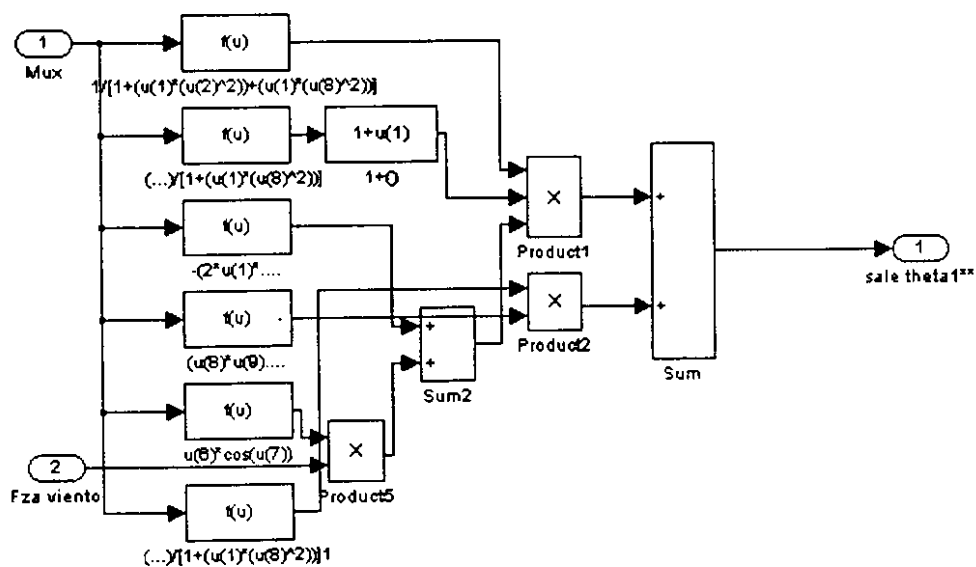 1
Mux
f(u)
1/[1+(u(1)*(u(2)^2))+(u(1)*(u(8)^2))]
f(u)
1+u(1)
(...)/[1+(u(1)*(u(8)^2))]
1+()
f(u)
-(2*u(1)*....
f(u)
(u(8)*u(9)....
f(u)
u(6)*cos(u(7))
2
Fza viento
f(u)
(...)/[1+(u(1)*(u(8)^2))]1
×
Product5
+
+
Sum2
×
Product1
×
Product2
+
+
Sum
1
sale theta1**